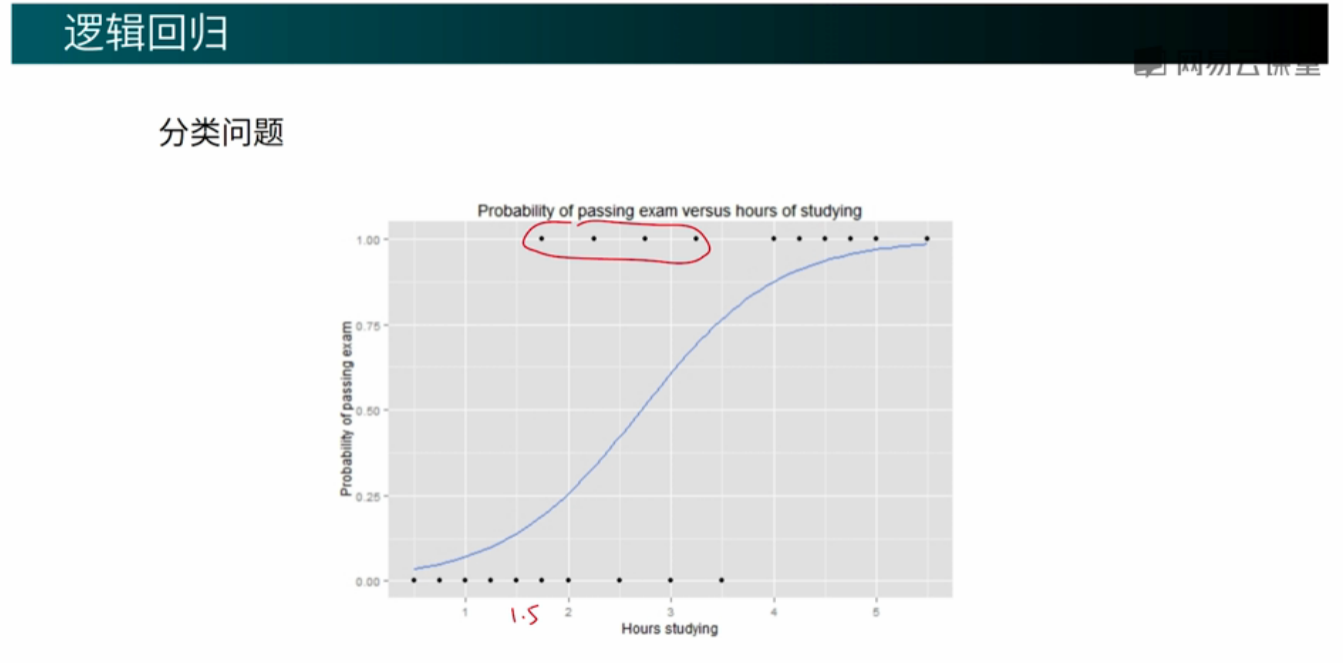 逻辑回归
网易云课堂
分类问题
Probability of passing exam versus hours of studying
1.00
0.75
0.50
0.25
0.00
Probability of passing exam
1 2 3 4 5
1.5
Hours studying